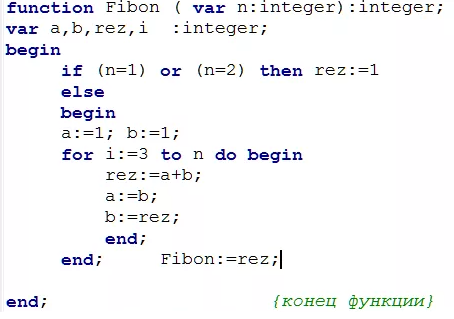 function Fibon ( var n:integer):integer;
var a,b,rez,i  :integer;
begin
if (n=1) or (n=2) then rez:=1
else
begin
a:=1; b:=1;
for i:=3 to n do begin
rez:=a+b;
a:=b;
b:=rez;
end;
end;     Fibon:=rez;
end;     {конец функции}